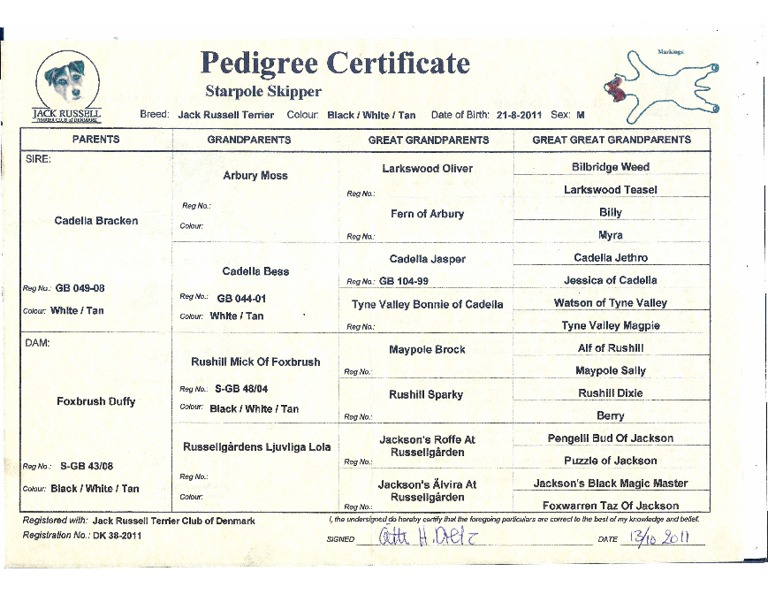 Pedigree Certificate
Markings:
Starpole Skipper
JACK RUSSELL
TERRIER CLUB of DENMARK
Breed: Jack Russell Terrier Colour: Black / White / Tan Date of Birth: 21-8-2011 Sex: M
PARENTS GRANDPARENTS GREAT GRANDPARENTS GREAT GREAT GRANDPARENTS
SIRE:
Cadella Bracken
Reg No.: GB 049-08
Colour: White / Tan
DAM:
Foxbrush Duffy
Reg No.: S-GB 43/08
Colour: Black / White / Tan
Arbury Moss
Reg No.:
Colour:
Cadella Bess
Reg No.: GB 044-01
Colour: White / Tan
Rushill Mick Of Foxbrush
Reg No.: S-GB 48/04
Colour: Black / White / Tan
Russellgårdens Ljuvliga Lola
Reg No.:
Colour:
Larkswood Oliver
Reg No.:
Fern of Arbury
Reg No.:
Cadella Jasper
Reg No.: GB 104-99
Tyne Valley Bonnie of Cadella
Reg No.:
Maypole Brock
Reg No.:
Rushill Sparky
Reg No.:
Jackson's Roffe At
Russellgården
Reg No.:
Jackson's Älvira At
Russellgården
Reg No.:
Bilbridge Weed
Larkswood Teasel
Billy
Myra
Cadella Jethro
Jessica of Cadella
Watson of Tyne Valley
Tyne Valley Magpie
Alf of Rushill
Maypole Sally
Rushill Dixie
Berry
Pengelli Bud Of Jackson
Puzzle of Jackson
Jackson's Black Magic Master
Foxwarren Taz Of Jackson
Registered with: Jack Russell Terrier Club of Denmark
Registration No.: DK 38-2011
I, the undersigned do hereby certify that the foregoing particulars are correct to the best of my knowledge and belief.
SIGNED
DATE 13/10 2011